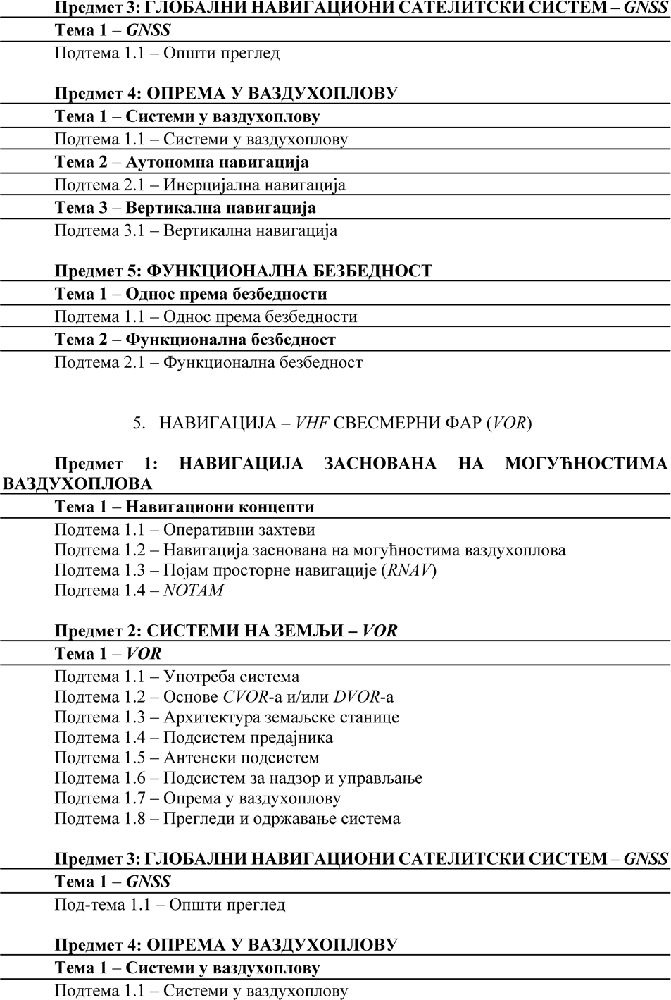 Предмет 3: ГЛОБАЛНИ НАВИГАЦИОНИ САТЕЛИТСКИ СИСТЕМ – GNSS
Тема 1 – GNSS
Подтема 1.1 – Општи преглед
Предмет 4: ОПРЕМА У ВАЗДУХОПЛОВУ
Тема 1 – Системи у ваздухоплову
Подтема 1.1 – Системи у ваздухоплову
Тема 2 – Аутономна навигација
Подтема 2.1 – Инерцијална навигација
Тема 3 – Вертикална навигација
Подтема 3.1 – Вертикална навигација
Предмет 5: ФУНКЦИОНАЛНА БЕЗБЕДНОСТ
Тема 1 – Однос према безбедности
Подтема 1.1 – Однос према безбедности
Тема 2 – Функционална безбедност
Подтема 2.1 – Функционална безбедност
5. НАВИГАЦИЈА – VHF СВЕСМЕРНИ ФАР (VOR)
Предмет 1: НАВИГАЦИЈА ЗАСНОВАНА НА МОГУЋНОСТИМА
ВАЗДУХОПЛОВА
Тема 1 – Навигациони концепти
Подтема 1.1 – Оперативни захтеви
Подтема 1.2 – Навигација заснована на могућностима ваздухоплова
Подтема 1.3 – Појам просторне навигације (RNAV)
Подтема 1.4 – NOTAM
Предмет 2: СИСТЕМИ НА ЗЕМЉИ – VOR
Тема 1 – VOR
Подтема 1.1 – Употреба система
Подтема 1.2 – Основе CVOR-а и/или DVOR-а
Подтема 1.3 – Архитектура земаљске станице
Подтема 1.4 – Подсистем предајника
Подтема 1.5 – Антенски подсистем
Подтема 1.6 – Подсистем за надзор и управљање
Подтема 1.7 – Опрема у ваздухоплову
Подтема 1.8 – Прегледи и одржавање система
Предмет 3: ГЛОБАЛНИ НАВИГАЦИОНИ САТЕЛИТСКИ СИСТЕМ – GNSS
Тема 1 – GNSS
Под-тема 1.1 – Општи преглед
Предмет 4: ОПРЕМА У ВАЗДУХОПЛОВУ
Тема 1 – Системи у ваздухоплову
Подтема 1.1 – Системи у ваздухоплову